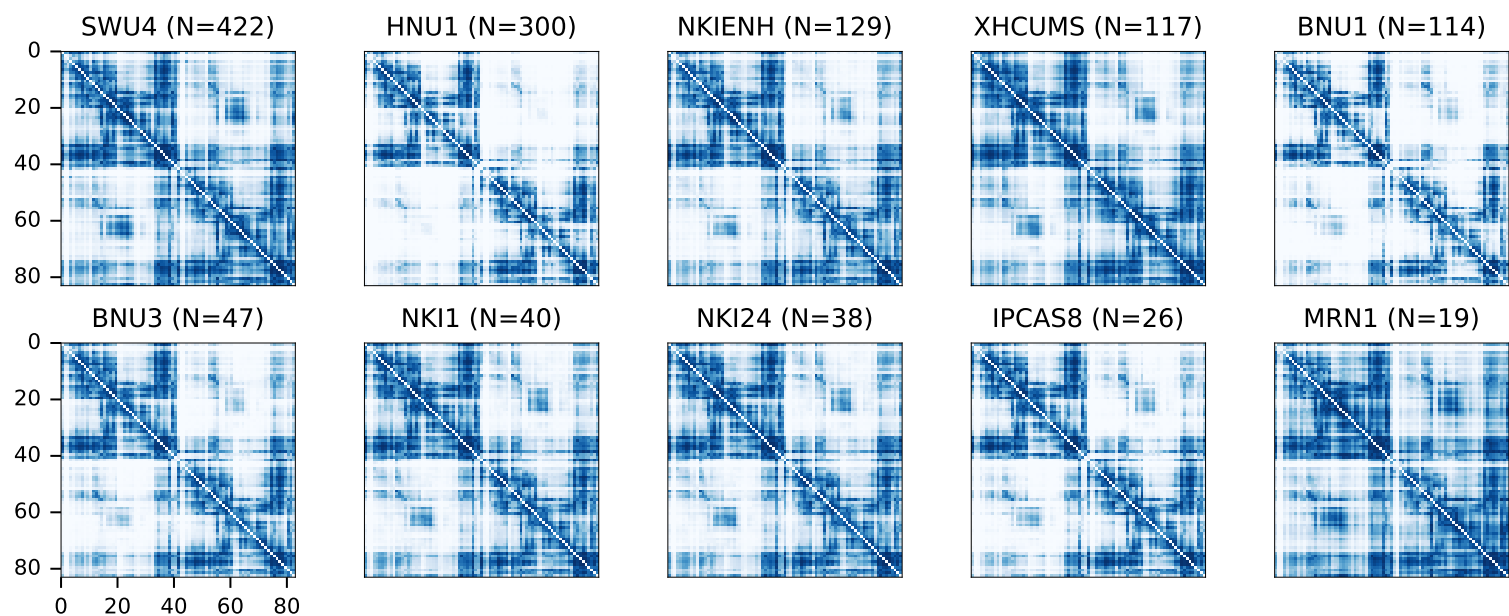 SWU4 (N=422)
HNU1 (N=300)
NKIENH (N=129)
XHCUMS (N=117)
BNU1 (N=114)
0
20
40
60
80
BNU3 (N=47)
NKI1 (N=40)
NKI24 (N=38)
IPCAS8 (N=26)
MRN1 (N=19)
0
20
40
60
80
0 20 40 60 80